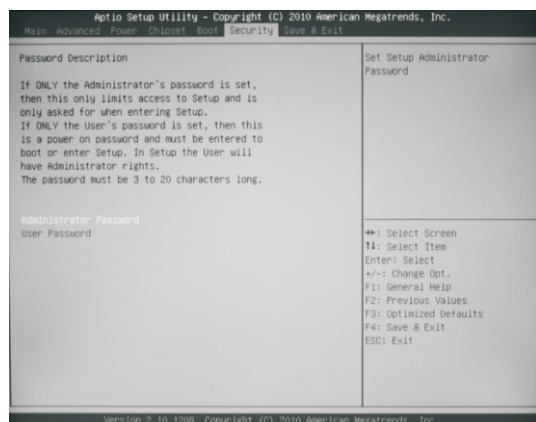 Aptio Setup Utility - Copyright (C) 2010 American Megatrends, Inc.
Main Advanced Power Chipset Boot Security Save & Exit
Password Description
If ONLY the Administrator's password is set,
then this only limits access to Setup and is
only asked for when entering Setup.
If ONLY the User's password is set, then this
is a power on password and must be entered to
boot or enter Setup. In Setup the User will
have Administrator rights.
The password must be 3 to 20 characters long.
Administrator Password
User Password
Set Setup Administrator
Password
→←: Select Screen
↑↓: Select Item
Enter: Select
+/-: Change Opt.
F1: General Help
F2: Previous Values
F3: Optimized Defaults
F4: Save & Exit
ESC: Exit
Version 2.10.1208. Copyright (C) 2010 American Megatrends, Inc.